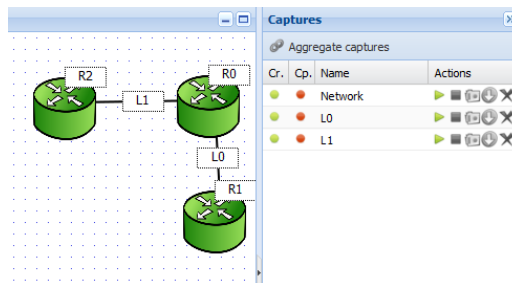 R2
R0
L1
L0
R1
Captures
Aggregate captures
Cr. Cp. Name Actions
Network
L0
L1